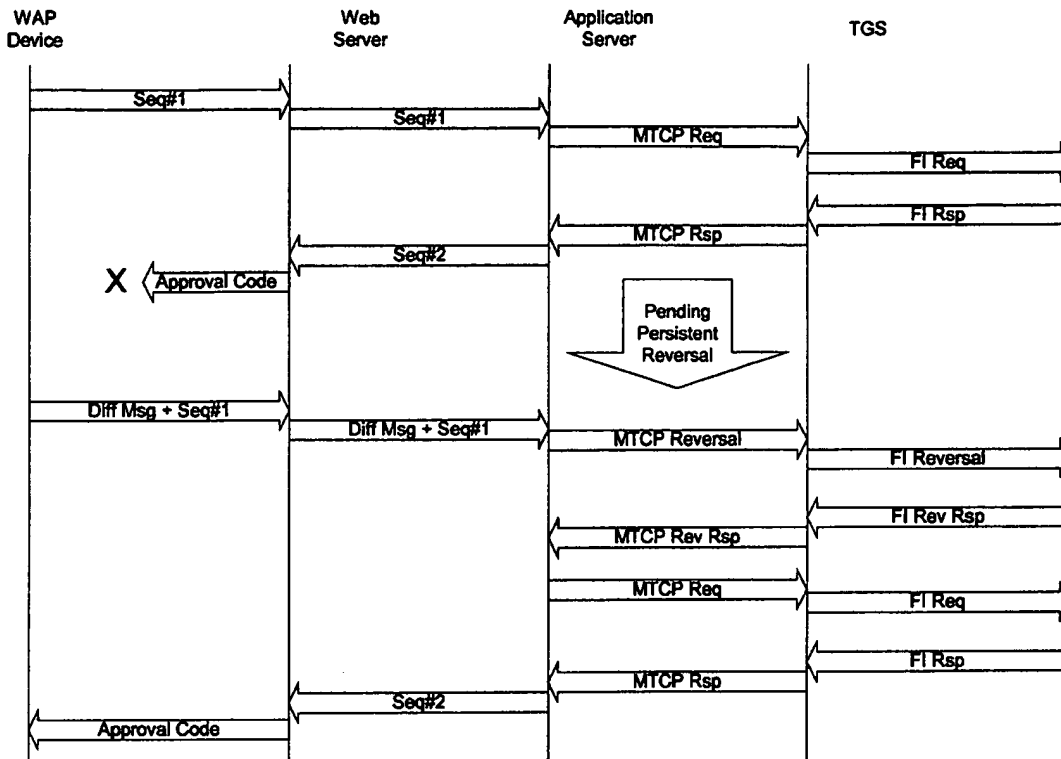 WAP
Device
Web
Server
Application
Server
TGS
Seq#1
Seq#1
MTCP Req
FI Req
FI Rsp
MTCP Rsp
Seq#2
X
Approval Code
Pending
Persistent
Reversal
Diff Msg + Seq#1
Diff Msg + Seq#1
MTCP Reversal
FI Reversal
FI Rev Rsp
MTCP Rev Rsp
MTCP Req
FI Req
FI Rsp
MTCP Rsp
Seq#2
Approval Code